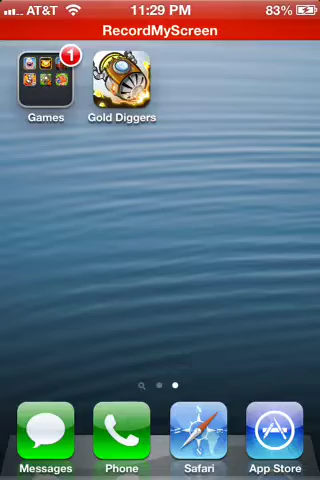 AT&T 11:29 PM 83%
RecordMyScreen
1
Games Gold Diggers
Messages Phone Safari App Store